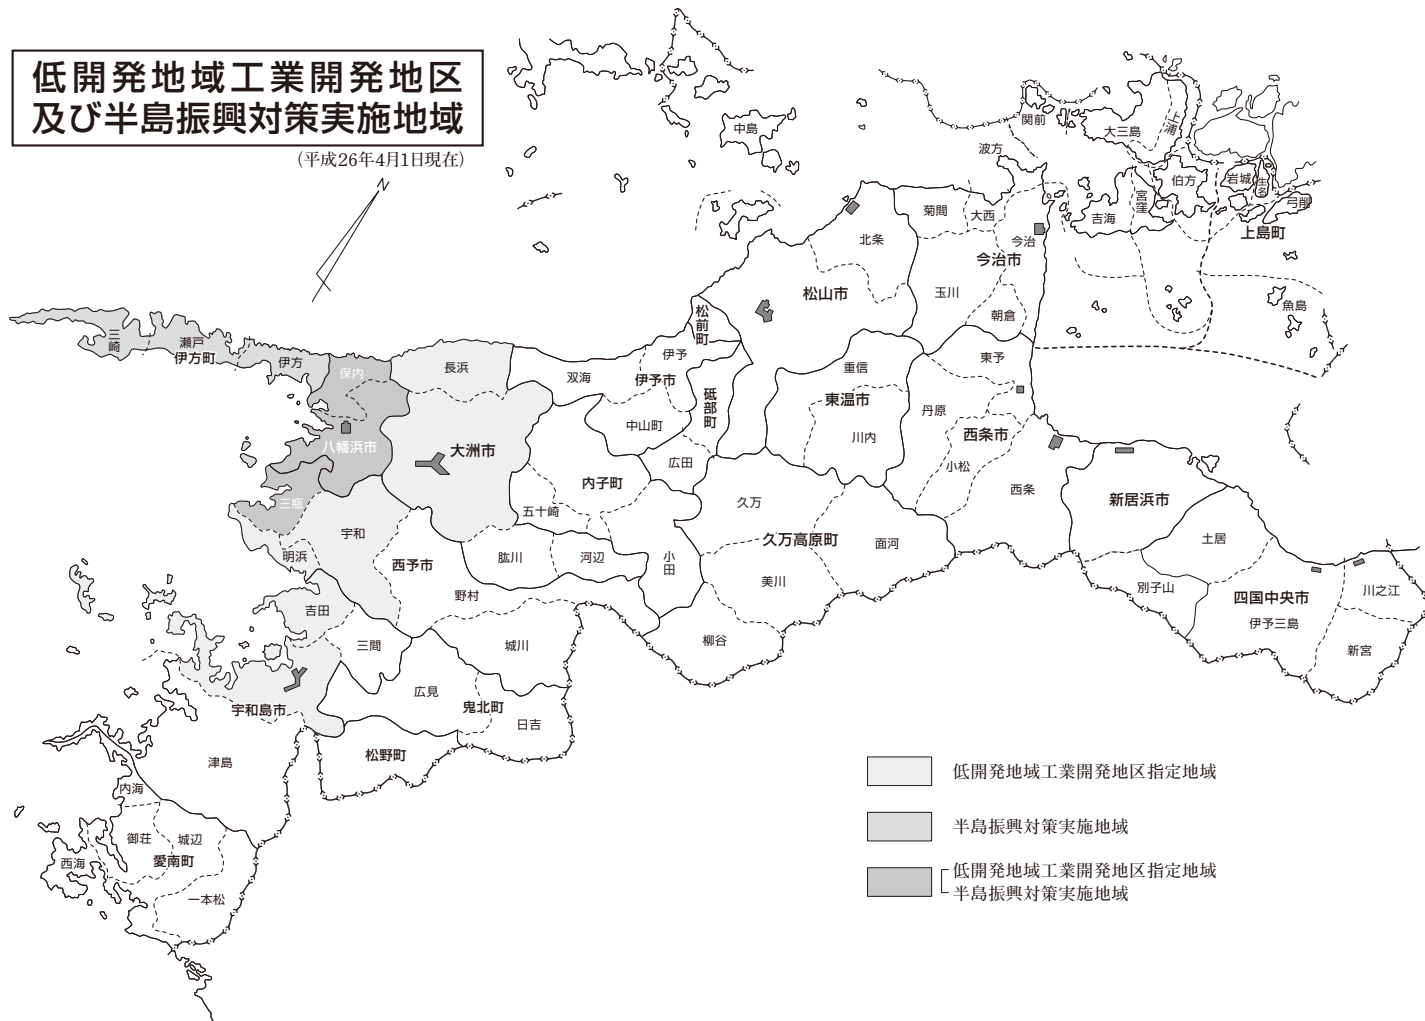 低開発地域工業開発地区
及び半島振興対策実施地域
(平成26年4月1日現在)
N
中島
関前
大三島
上浦
波方
伯方
岩城
生名
弓削
宮窪
吉海
上島町
魚島
菊間
大西
今治
今治市
北条
松山市
玉川
朝倉
松前町
三崎
瀬戸
伊方町
伊方
保内
長浜
双海
伊予
伊予市
砥部町
重信
東温市
川内
東予
丹原
西条市
小松
西条
中山町
広田
八幡浜市
大洲市
内子町
五十崎
久万
久万高原町
面河
新居浜市
土居
三瓶
宇和
明浜
西予市
肱川
河辺
小田
美川
別子山
四国中央市
伊予三島
川之江
新宮
野村
吉田
三間
城川
柳谷
広見
鬼北町
日吉
宇和島市
松野町
津島
内海
御荘
城辺
愛南町
西海
一本松
低開発地域工業開発地区指定地域
半島振興対策実施地域
低開発地域工業開発地区指定地域
半島振興対策実施地域